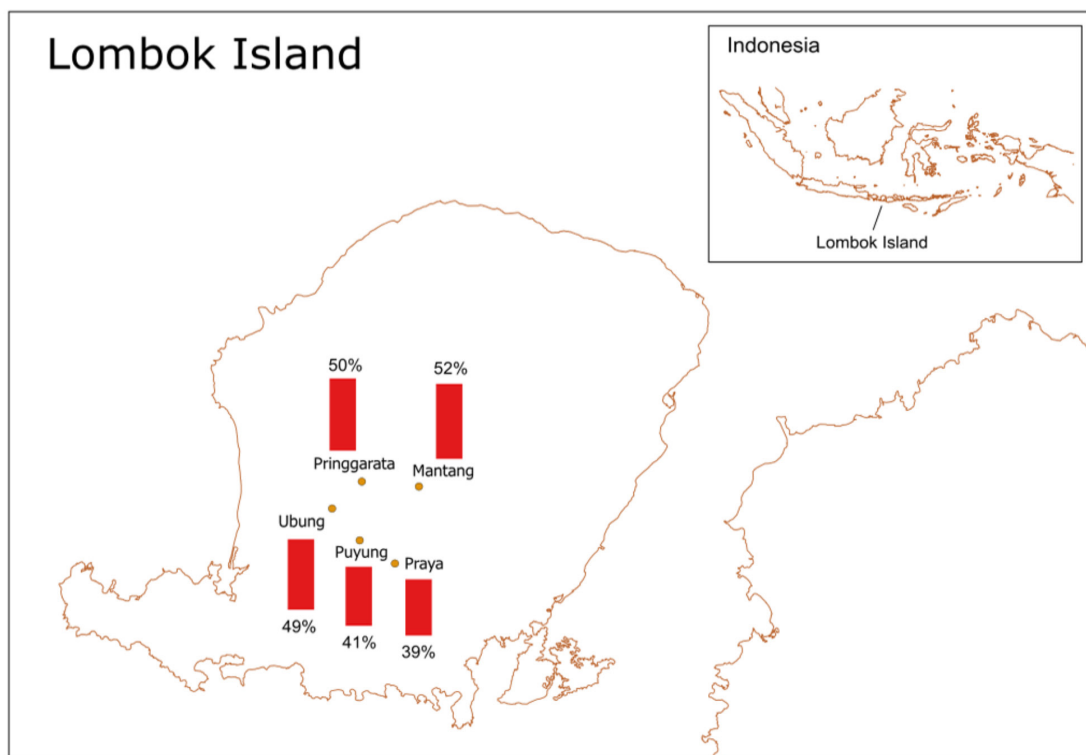 Lombok Island
Indonesia
Lombok Island
50%
52%
Pringgarata
Mantang
Ubung
Puyung
Praya
49%
41%
39%